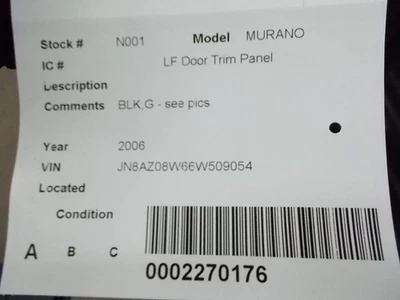 Stock # N001 Model MURANO
IC # LF Door Trim Panel
Description
Comments BLK,G - see pics
Year 2006
VIN JN8AZ08W66W509054
Located
Condition
A B C
0002270176